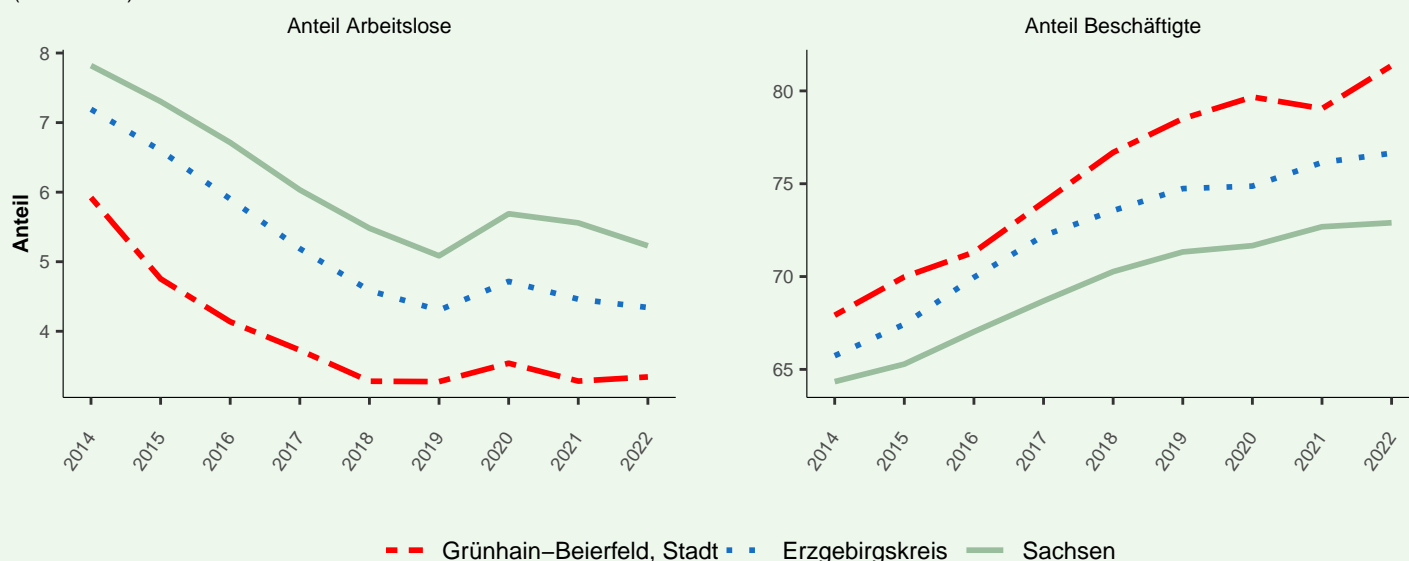 Anteil Arbeitslose
Anteil Beschäftigte
Anteil
8
7
6
5
4
2014 2015 2016 2017 2018 2019 2020 2021 2022
80
75
70
65
2014 2015 2016 2017 2018 2019 2020 2021 2022
Grünhain−Beierfeld, Stadt Erzgebirgskreis Sachsen